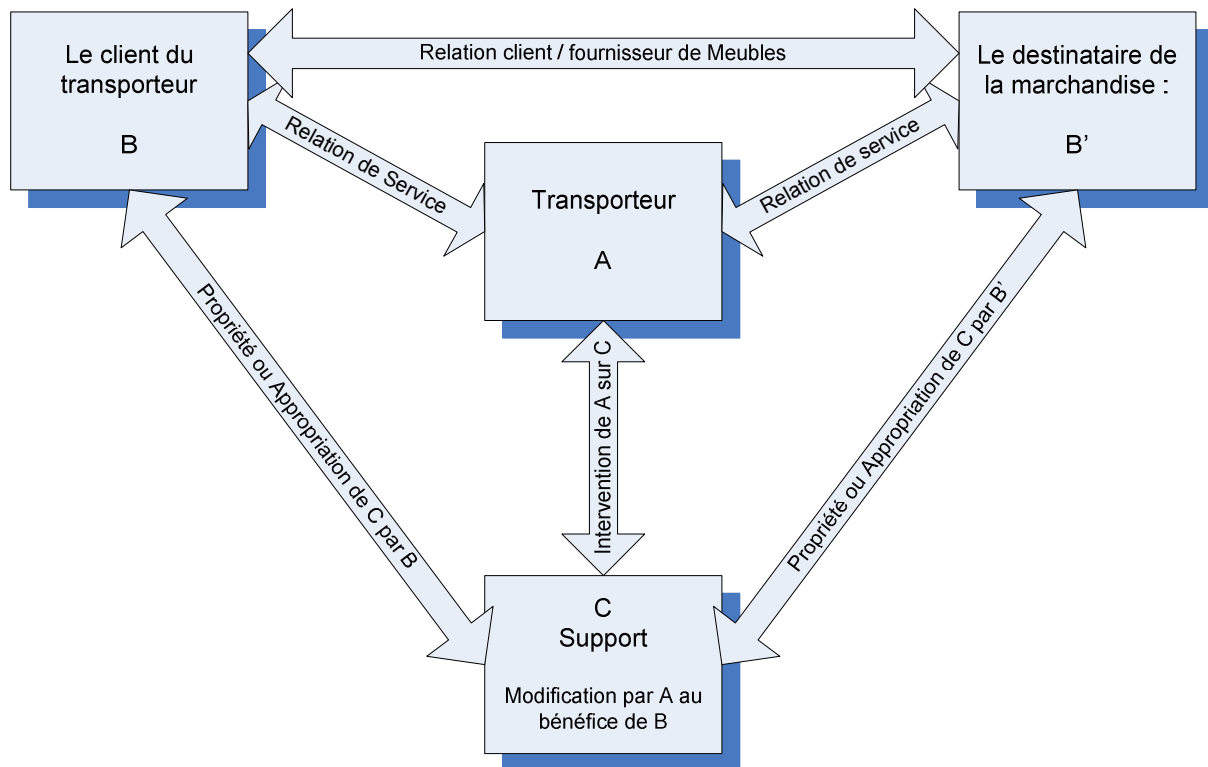 Le client du
transporteur
B
Relation client / fournisseur de Meubles
Le destinataire de
la marchandise :
B’
Relation de Service
Relation de service
Transporteur
A
Propriété ou Appropriation de C par B
Intervention de A sur C
Propriété ou Appropriation de C par B’
C
Support
Modification par A au
bénéfice de B